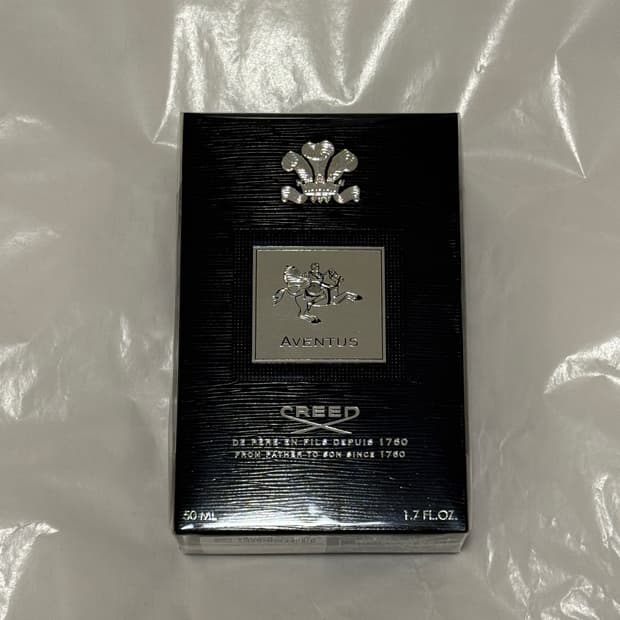 AVENTUS
CREED
DE PÈRE EN FILS DEPUIS 1760
FROM FATHER TO SON SINCE 1760
50 ML 1.7 FL.OZ.